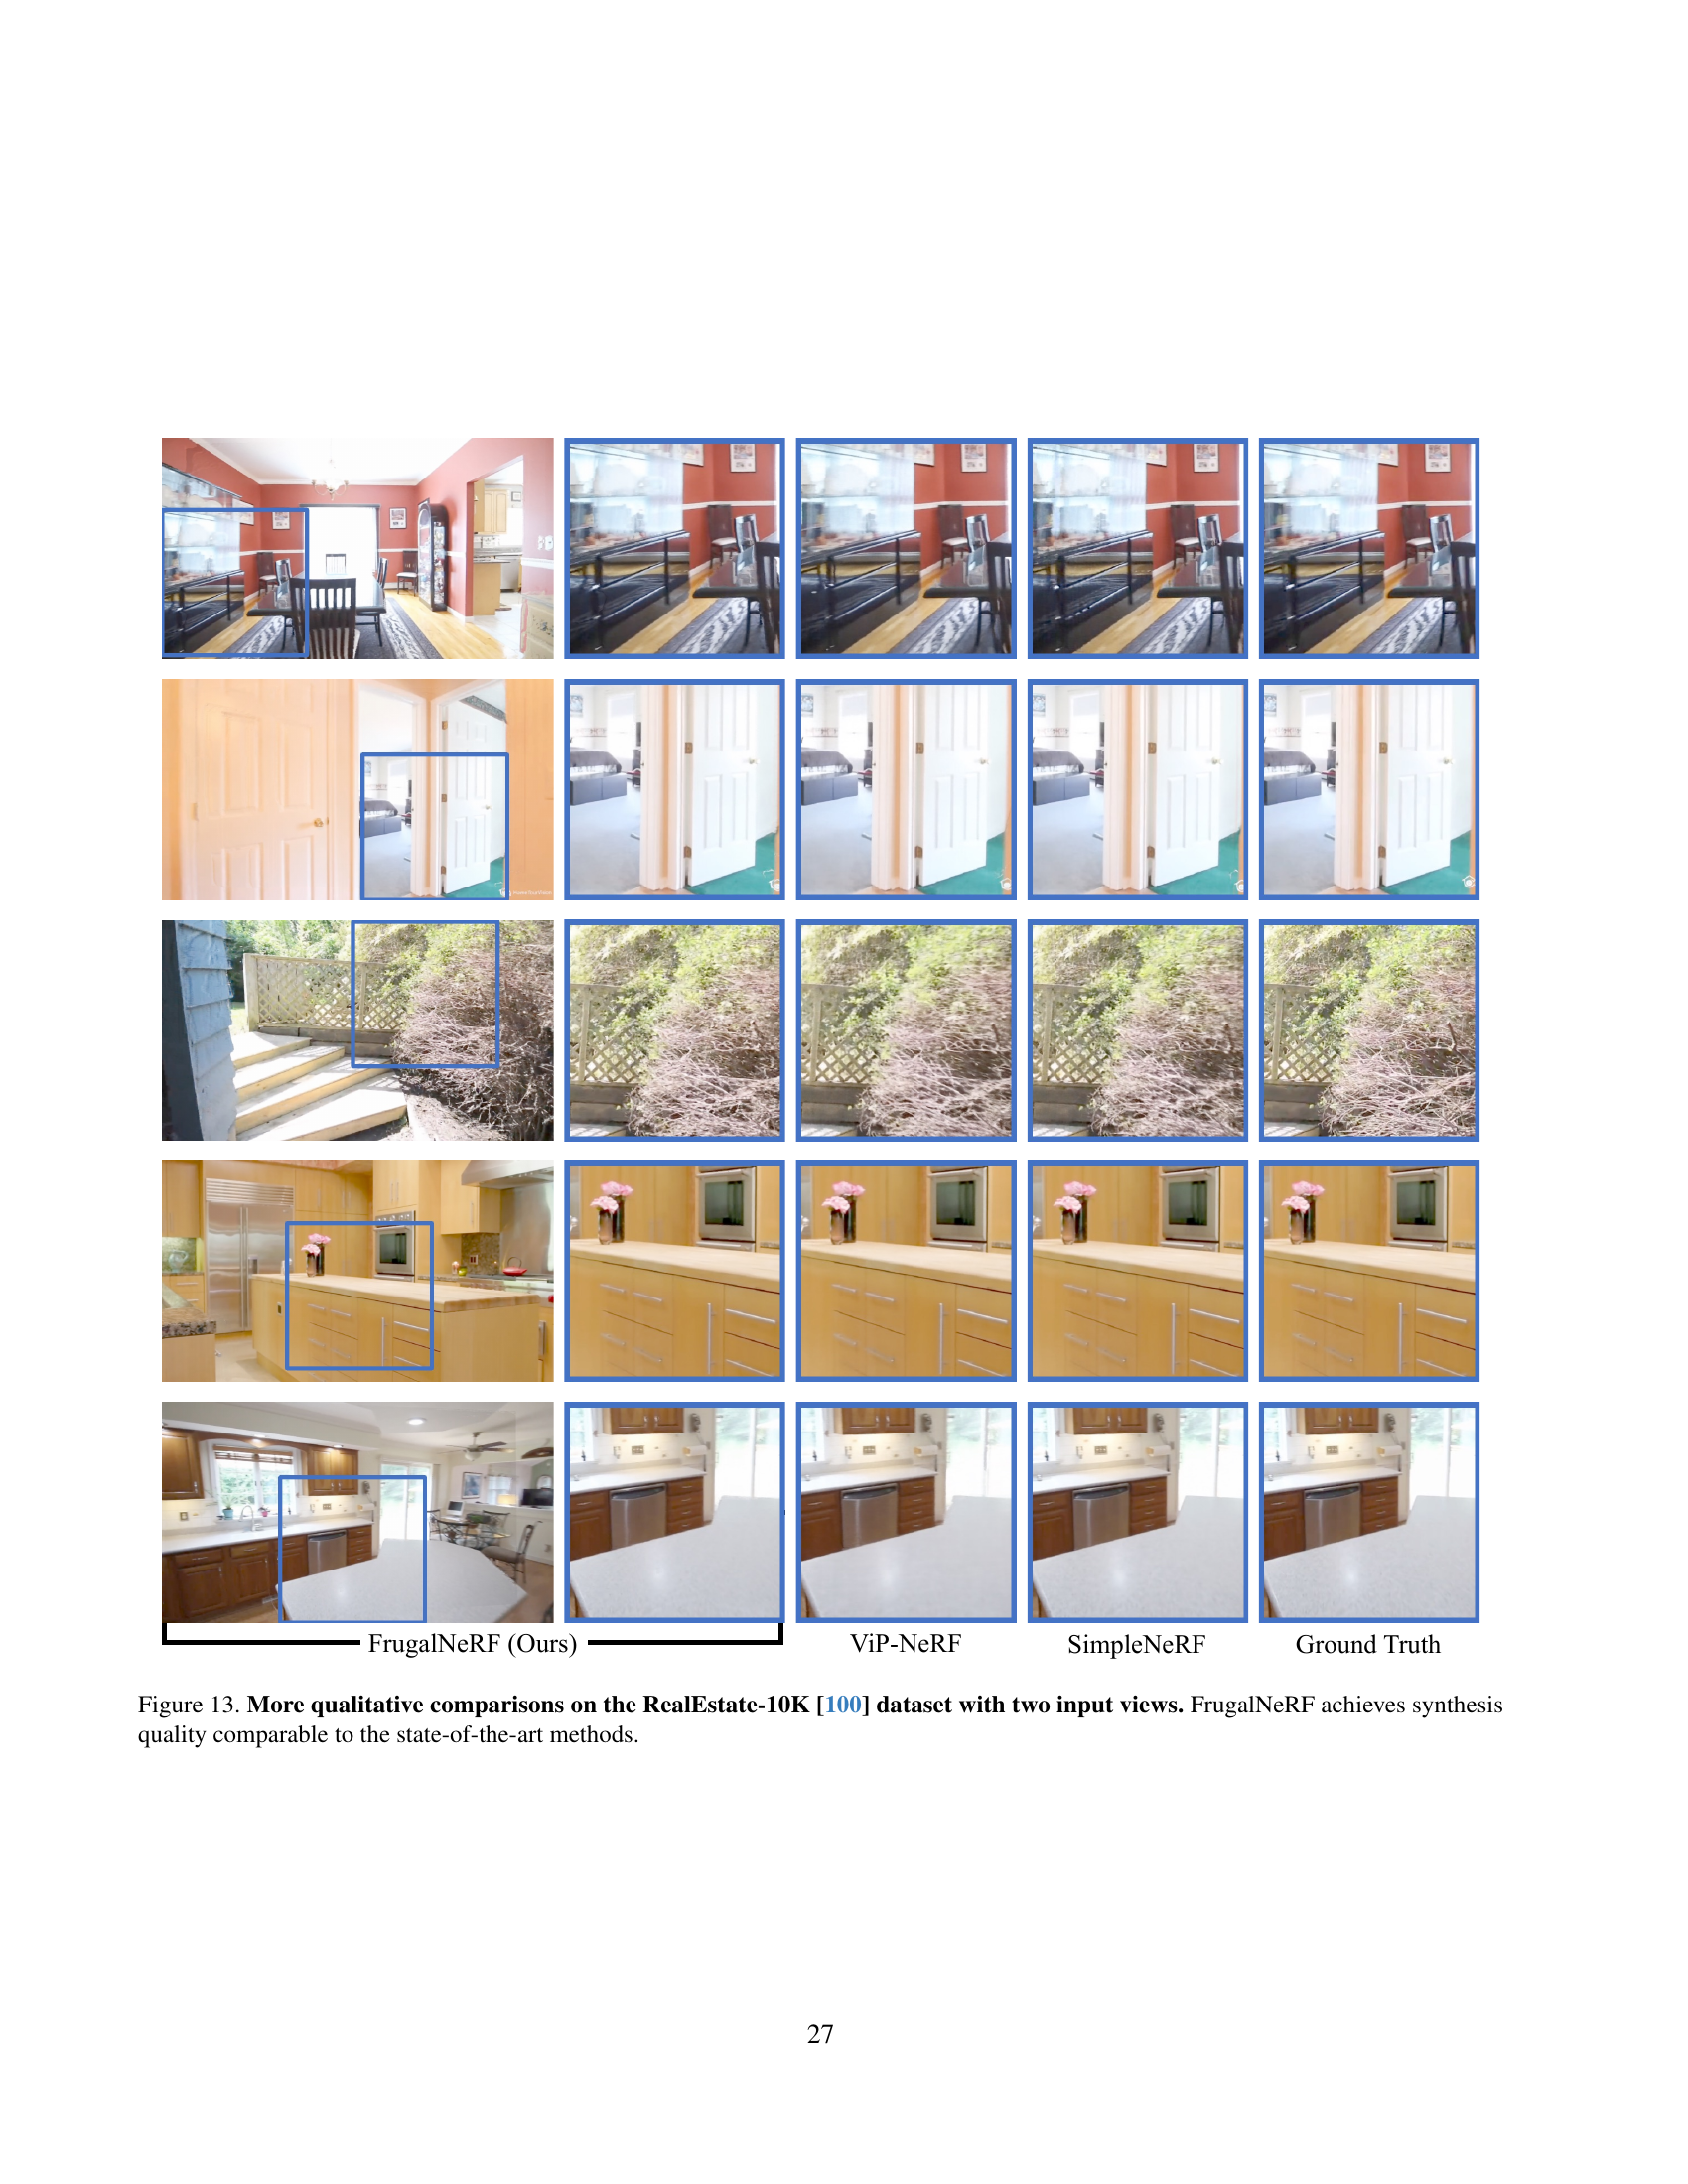 FrugalNeRF (Ours) ViP-NeRF SimpleNeRF Ground Truth
Figure 13. More qualitative comparisons on the RealEstate-10K [100] dataset with two input views. FrugalNeRF achieves synthesis
quality comparable to the state-of-the-art methods.
27